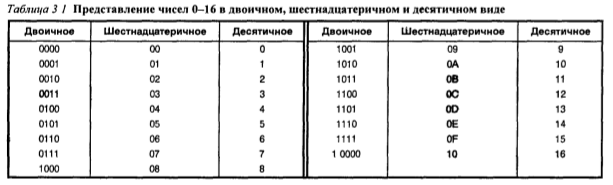 Таблица 3 1 Представление чисел 0–16 в двоичном, шестнадцатеричном и десятичном виде
Двоичное Шестнадцатеричное Десятичное Двоичное Шестнадцатеричное Десятичное
0000 00 0 1001 09 9
0001 01 1 1010 0A 10
0010 02 2 1011 0B 11
0011 03 3 1100 0C 12
0100 04 4 1101 0D 13
0101 05 5 1110 0E 14
0110 06 6 1111 0F 15
0111 07 7 1 0000 10 16
1000 08 8